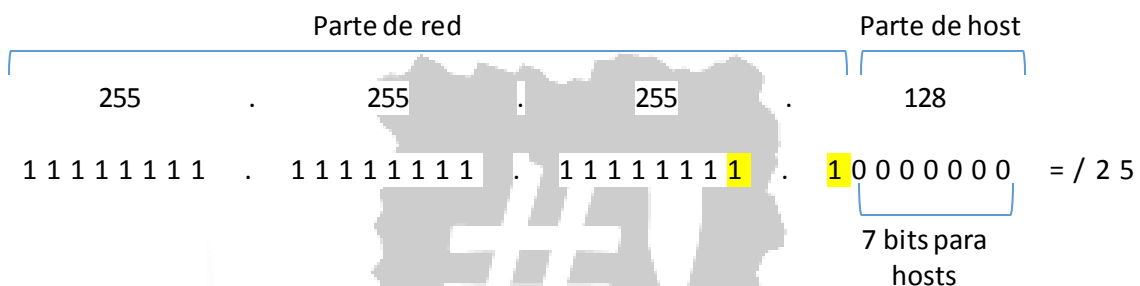 Parte de red Parte de host
255 . 255 . 255 . 128
1 1 1 1 1 1 1 1 . 1 1 1 1 1 1 1 1 . 1 1 1 1 1 1 1 1 . 1 0 0 0 0 0 0 0 = / 2 5
7 bits para
hosts